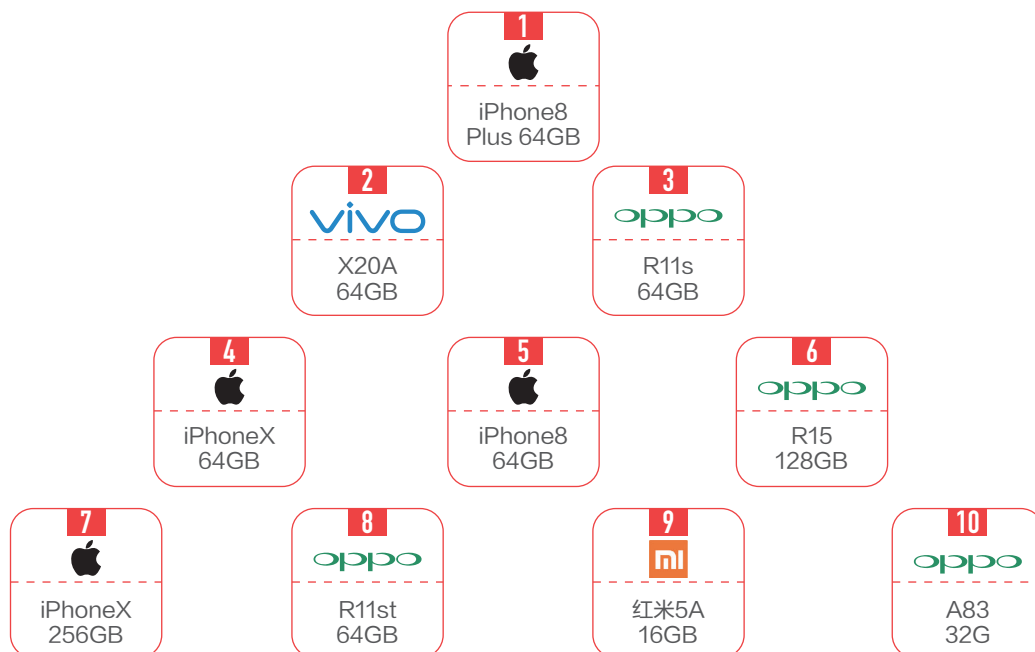 1
iPhone8
Plus 64GB
2
vivo
X20A
64GB
3
oppo
R11s
64GB
4
iPhoneX
64GB
5
iPhone8
64GB
6
oppo
R15
128GB
7
iPhoneX
256GB
8
oppo
R11st
64GB
9
mi
红米5A
16GB
10
oppo
A83
32G